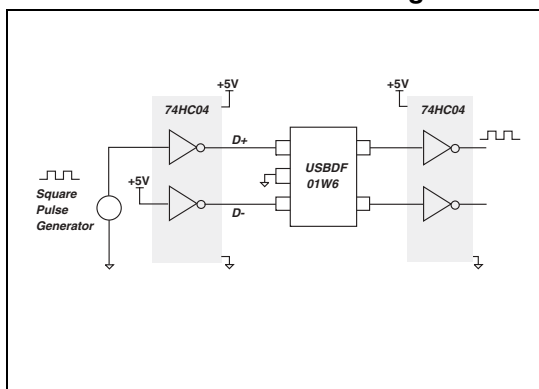 +5V
+5V
74HC04
74HC04
D+
USBDF
01W6
+5V
Square
Pulse
Generator
D-